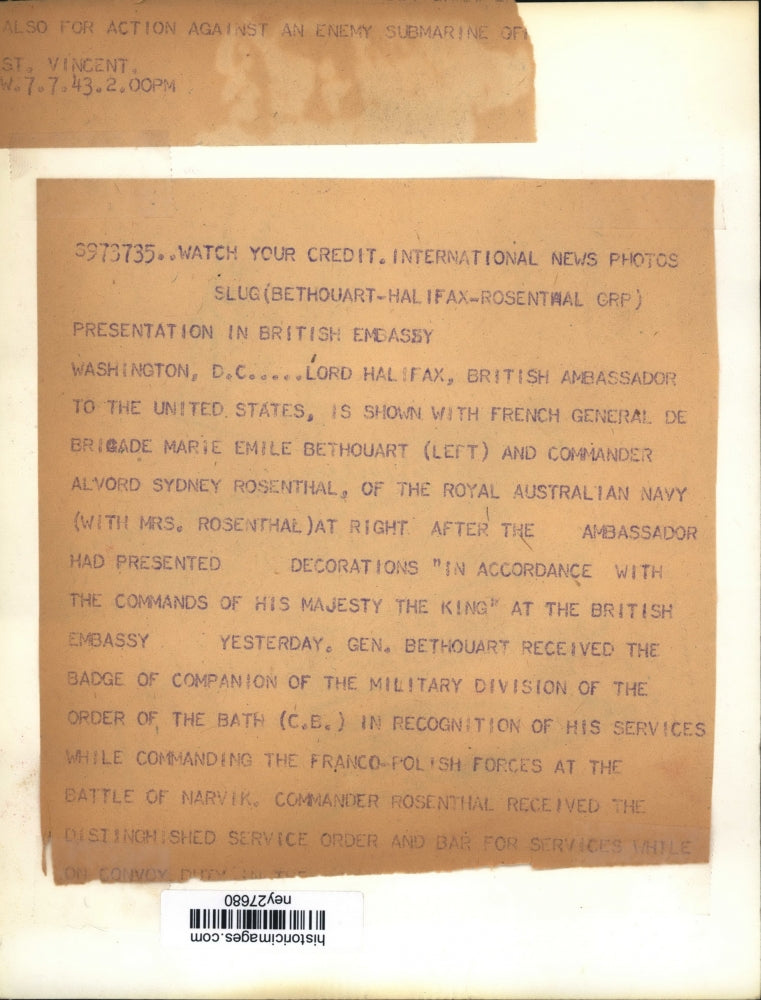 ALSO FOR ACTION AGAINST AN ENEMY SUBMARINE OFF
ST. VINCENT.
W.7.7.43.2.00PM
S973735..WATCH YOUR CREDIT.INTERNATIONAL NEWS PHOTOS
SLUG(BETHOUART-HALIFAX-ROSENTHAL GRP)
PRESENTATION IN BRITISH EMBASSY
WASHINGTON, D.C.....LORD HALIFAX, BRITISH AMBASSADOR
TO THE UNITED STATES, IS SHOWN WITH FRENCH GENERAL DE
BRIGADE MARIE EMILE BETHOUART (LEFT) AND COMMANDER
ALVORD SYDNEY ROSENTHAL, OF THE ROYAL AUSTRALIAN NAVY
(WITH MRS. ROSENTHAL)AT RIGHT AFTER THE AMBASSADOR
HAD PRESENTED DECORATIONS "IN ACCORDANCE WITH
THE COMMANDS OF HIS MAJESTY THE KING" AT THE BRITISH
EMBASSY YESTERDAY. GEN. BETHOUART RECEIVED THE
BADGE OF COMPANION OF THE MILITARY DIVISION OF THE
ORDER OF THE BATH (C.B.) IN RECOGNITION OF HIS SERVICES
WHILE COMMANDING THE FRANCO-POLISH FORCES AT THE
BATTLE OF NARVIK. COMMANDER ROSENTHAL RECEIVED THE
DISTINGHISHED SERVICE ORDER AND BAR FOR SERVICES WHILE
ON CONVOY DUTY IN THE
historicimages.com
ney27680